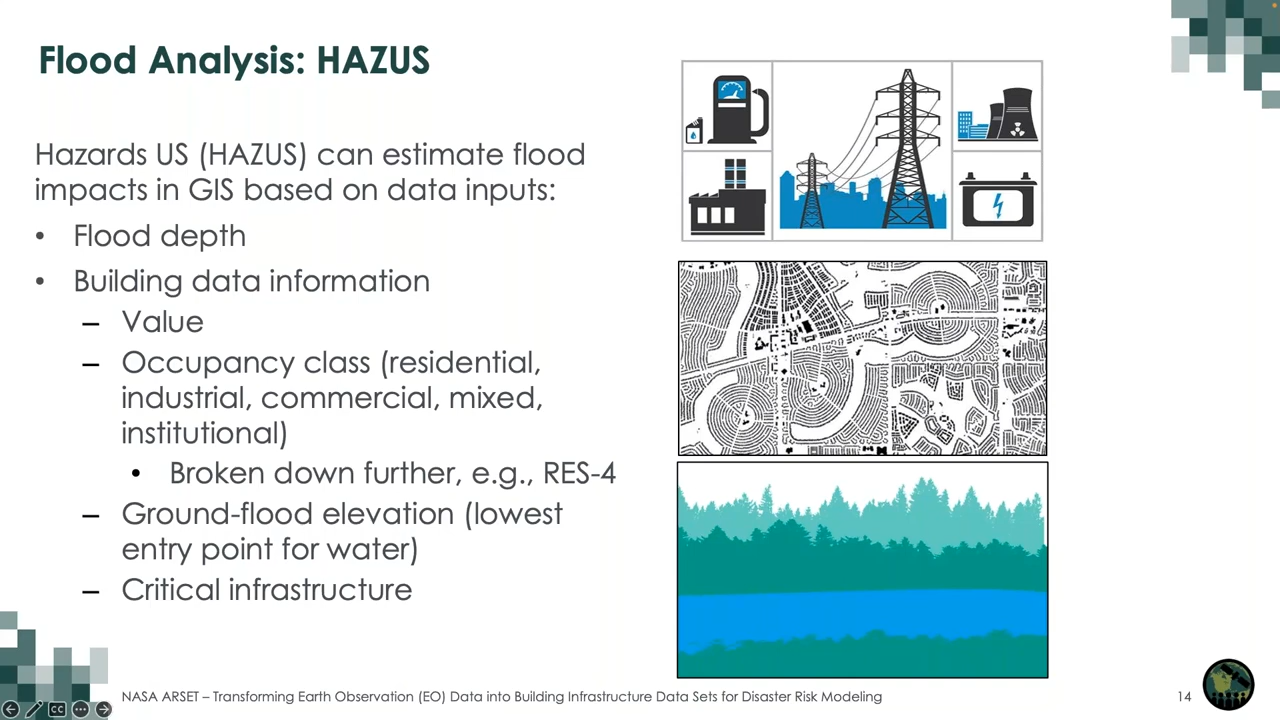 Flood Analysis: HAZUS
Hazards US (HAZUS) can estimate flood
impacts in GIS based on data inputs:
• Flood depth
• Building data information
– Value
– Occupancy class (residential,
industrial, commercial, mixed,
institutional)
• Broken down further, e.g., RES-4
– Ground-flood elevation (lowest
entry point for water)
– Critical infrastructure
NASA ARSET – Transforming Earth Observation (EO) Data into Building Infrastructure Data Sets for Disaster Risk Modeling
14
CC